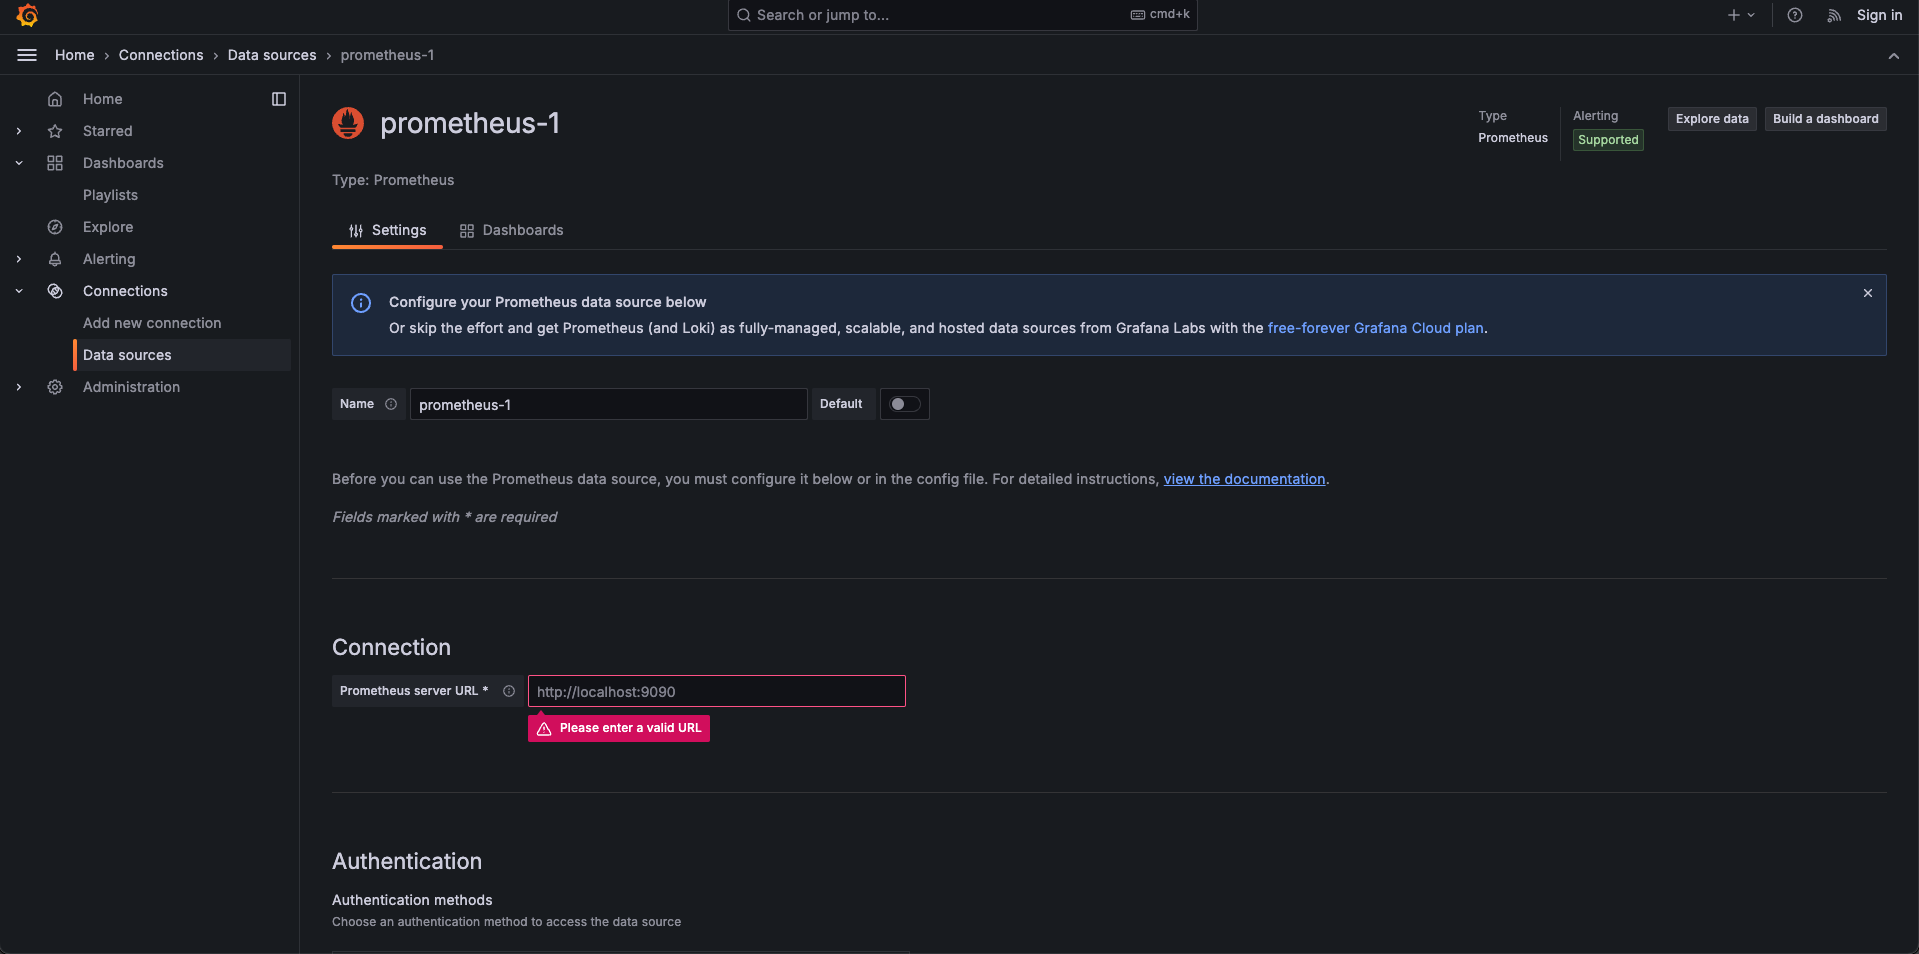 Search or jump to...
cmd+k
Sign in
Home › Connections › Data sources › prometheus-1
Home
Starred
Dashboards
Playlists
Explore
Alerting
Connections
Add new connection
Data sources
Administration
prometheus-1
Type
Prometheus
Alerting
Supported
Explore data
Build a dashboard
Type: Prometheus
Settings
Dashboards
Configure your Prometheus data source below
Or skip the effort and get Prometheus (and Loki) as fully-managed, scalable, and hosted data sources from Grafana Labs with the free-forever Grafana Cloud plan.
Name
prometheus-1
Default
Before you can use the Prometheus data source, you must configure it below or in the config file. For detailed instructions, view the documentation.
Fields marked with * are required
Connection
Prometheus server URL *
http://localhost:9090
Please enter a valid URL
Authentication
Authentication methods
Choose an authentication method to access the data source